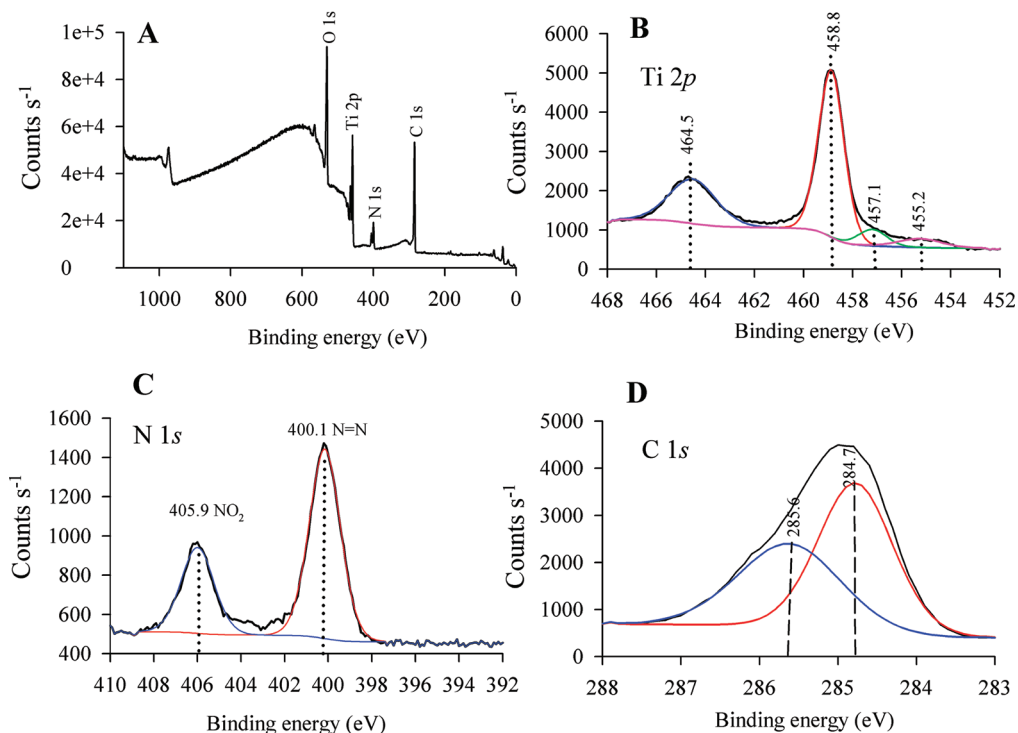 A
Counts s-1
1e+5
8e+4
6e+4
4e+4
2e+4
0
O 1s
Ti 2p
N 1s
C 1s
1000 800 600 400 200 0
Binding energy (eV)
B
Ti 2p
Counts s-1
6000
5000
4000
3000
2000
1000
0
464.5
458.8
457.1
455.2
468 466 464 462 460 458 456 454 452
Binding energy (eV)
C
N 1s
Counts s-1
1600
1400
1200
1000
800
600
400
405.9 NO2
400.1 N=N
410 408 406 404 402 400 398 396 394 392
Binding energy (eV)
D
C 1s
Counts s-1
5000
4000
3000
2000
1000
0
285.6
284.7
288 287 286 285 284 283
Binding energy (eV)